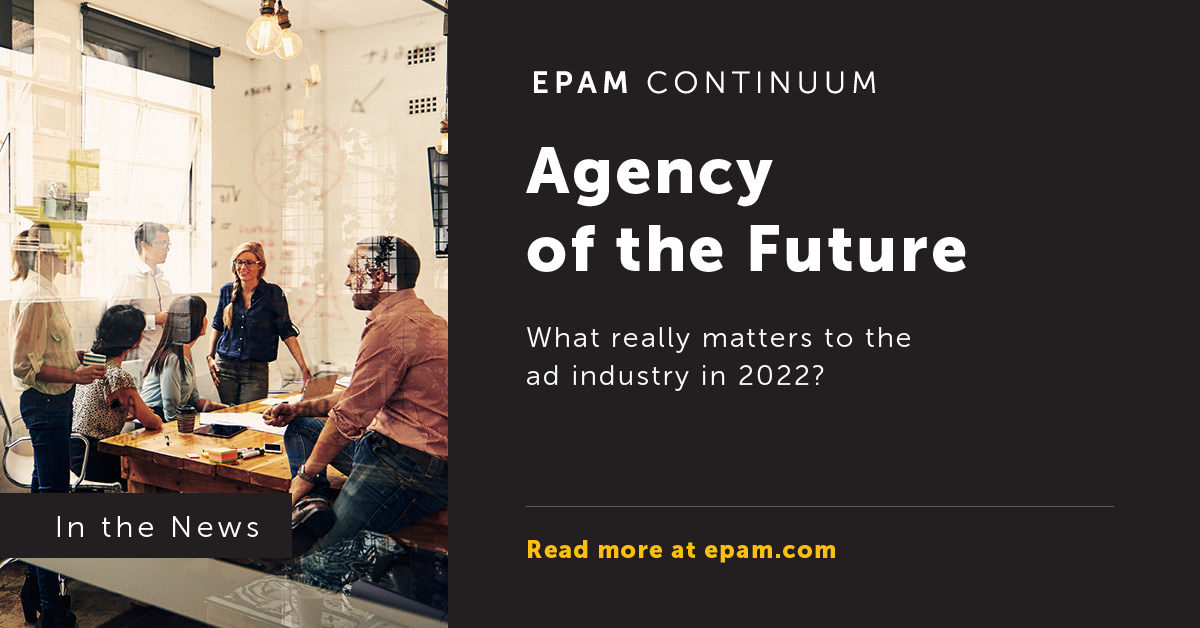 EPAM CONTINUUM
Agency
of the Future
What really matters to the
ad industry in 2022?
Read more at epam.com
In the News